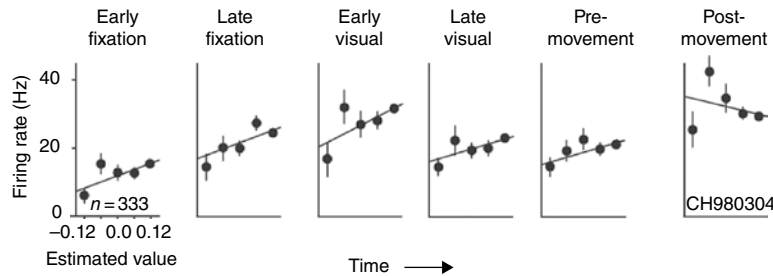 Early fixation
Late fixation
Early visual
Late visual
Pre-movement
Post-movement
Firing rate (Hz)
40
20
0
n = 333
CH980304
–0.12 0.0 0.12
Estimated value
Time